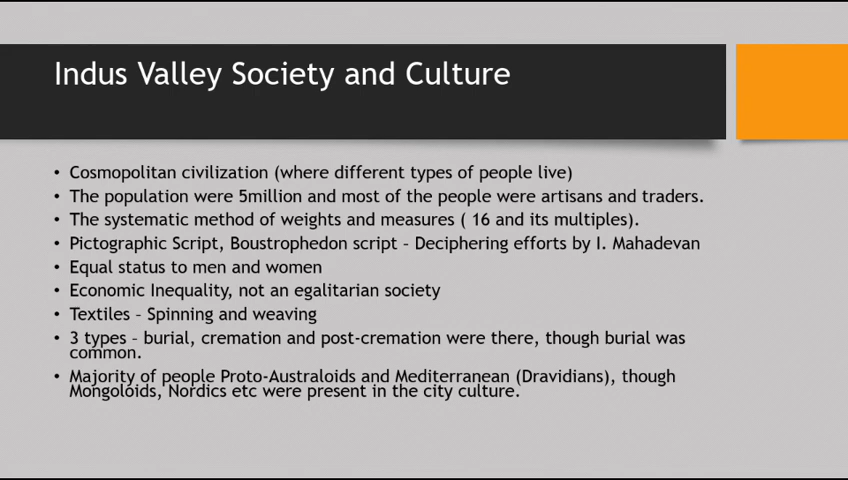 Indus Valley Society and Culture
• Cosmopolitan civilization (where different types of people live)
• The population were 5million and most of the people were artisans and traders.
• The systematic method of weights and measures ( 16 and its multiples).
• Pictographic Script, Boustrophedon script – Deciphering efforts by I. Mahadevan
• Equal status to men and women
• Economic Inequality, not an egalitarian society
• Textiles – Spinning and weaving
• 3 types – burial, cremation and post-cremation were there, though burial was
common.
• Majority of people Proto-Australoids and Mediterranean (Dravidians), though
Mongoloids, Nordics etc were present in the city culture.